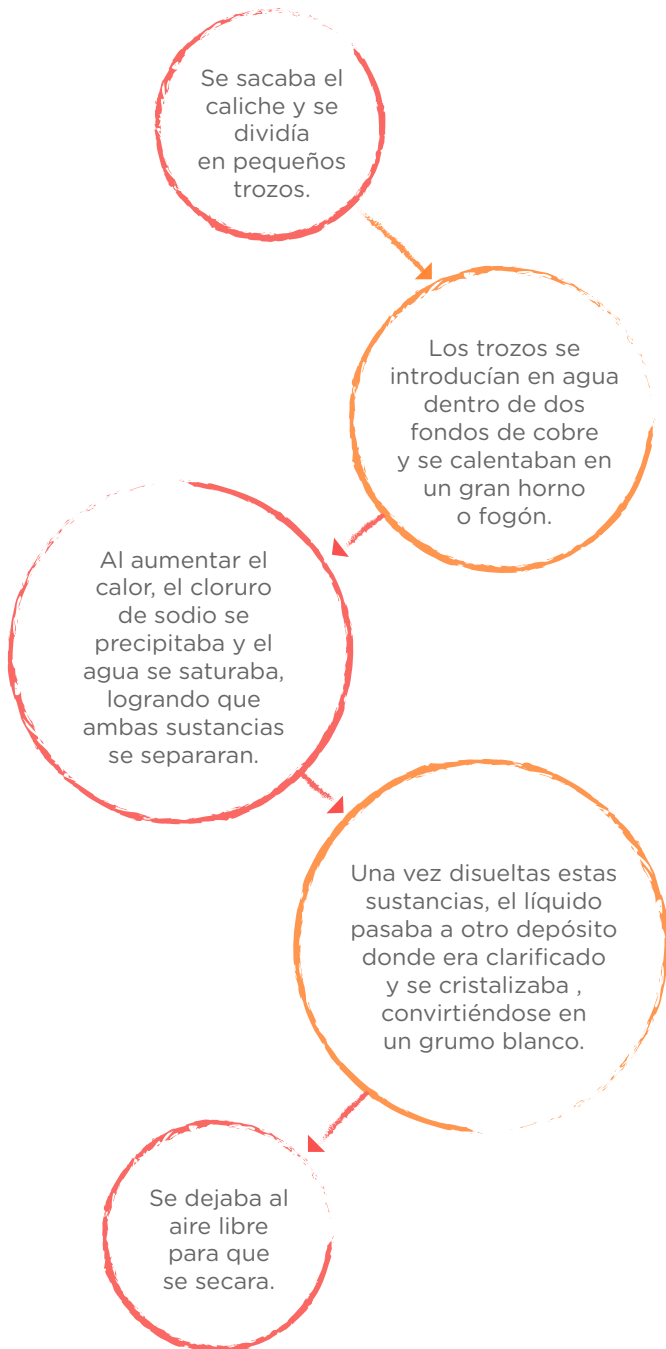 Se sacaba el
caliche y se
dividía
en pequeños
trozos.
Los trozos se
introducían en agua
dentro de dos
fondos de cobre
y se calentaban en
un gran horno
o fogón.
Al aumentar el
calor, el cloruro
de sodio se
precipitaba y el
agua se saturaba,
logrando que
ambas sustancias
se separaran.
Una vez disueltas estas
sustancias, el líquido
pasaba a otro depósito
donde era clarificado
y se cristalizaba ,
convirtiéndose en
un grumo blanco.
Se dejaba al
aire libre
para que
se secara.